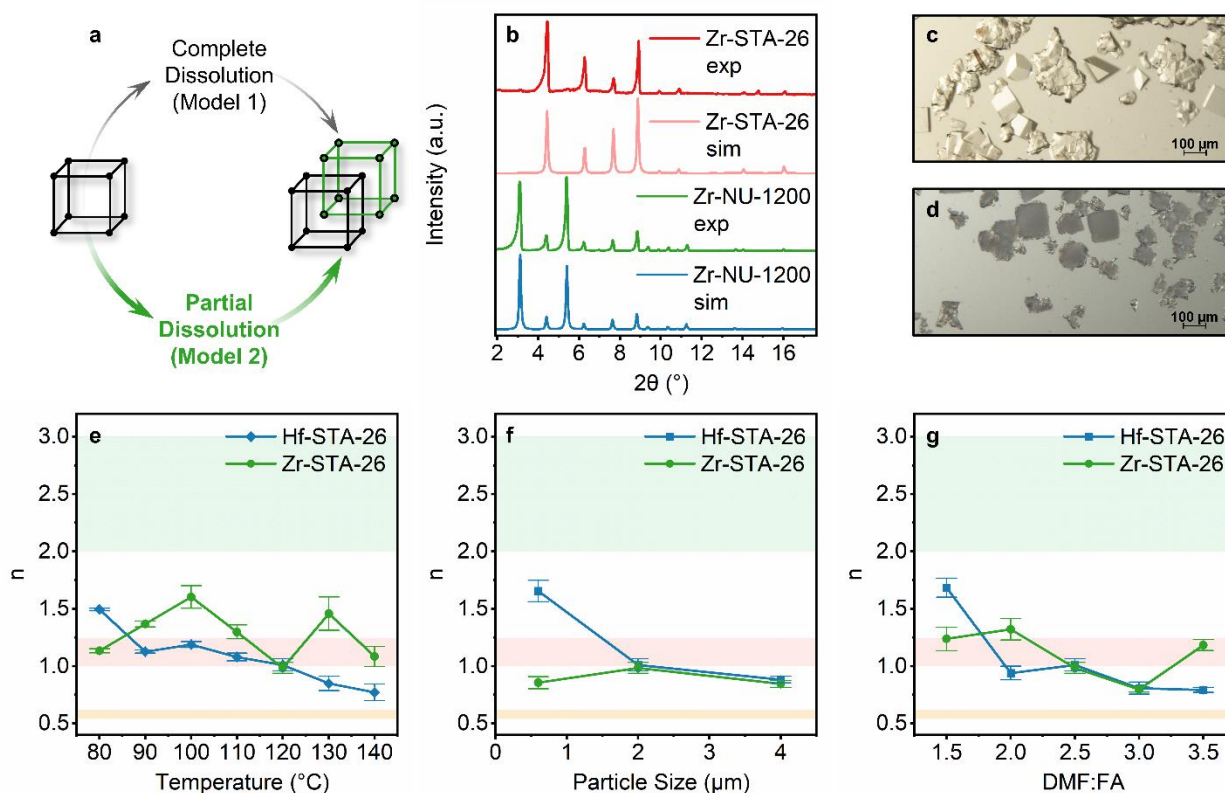 a
Complete
Dissolution
(Model 1)
Partial
Dissolution
(Model 2)
b
Intensity (a.u.)
Zr-STA-26
exp
Zr-STA-26
sim
Zr-NU-1200
exp
Zr-NU-1200
sim
2 4 6 8 10 12 14 16
2θ (°)
c
100 μm
d
100 μm
e
Hf-STA-26
Zr-STA-26
n
3.0
2.5
2.0
1.5
1.0
0.5
80 90 100 110 120 130 140
Temperature (°C)
f
Hf-STA-26
Zr-STA-26
n
3.0
2.5
2.0
1.5
1.0
0.5
0 1 2 3 4
Particle Size (μm)
g
Hf-STA-26
Zr-STA-26
n
3.0
2.5
2.0
1.5
1.0
0.5
1.5 2.0 2.5 3.0 3.5
DMF:FA